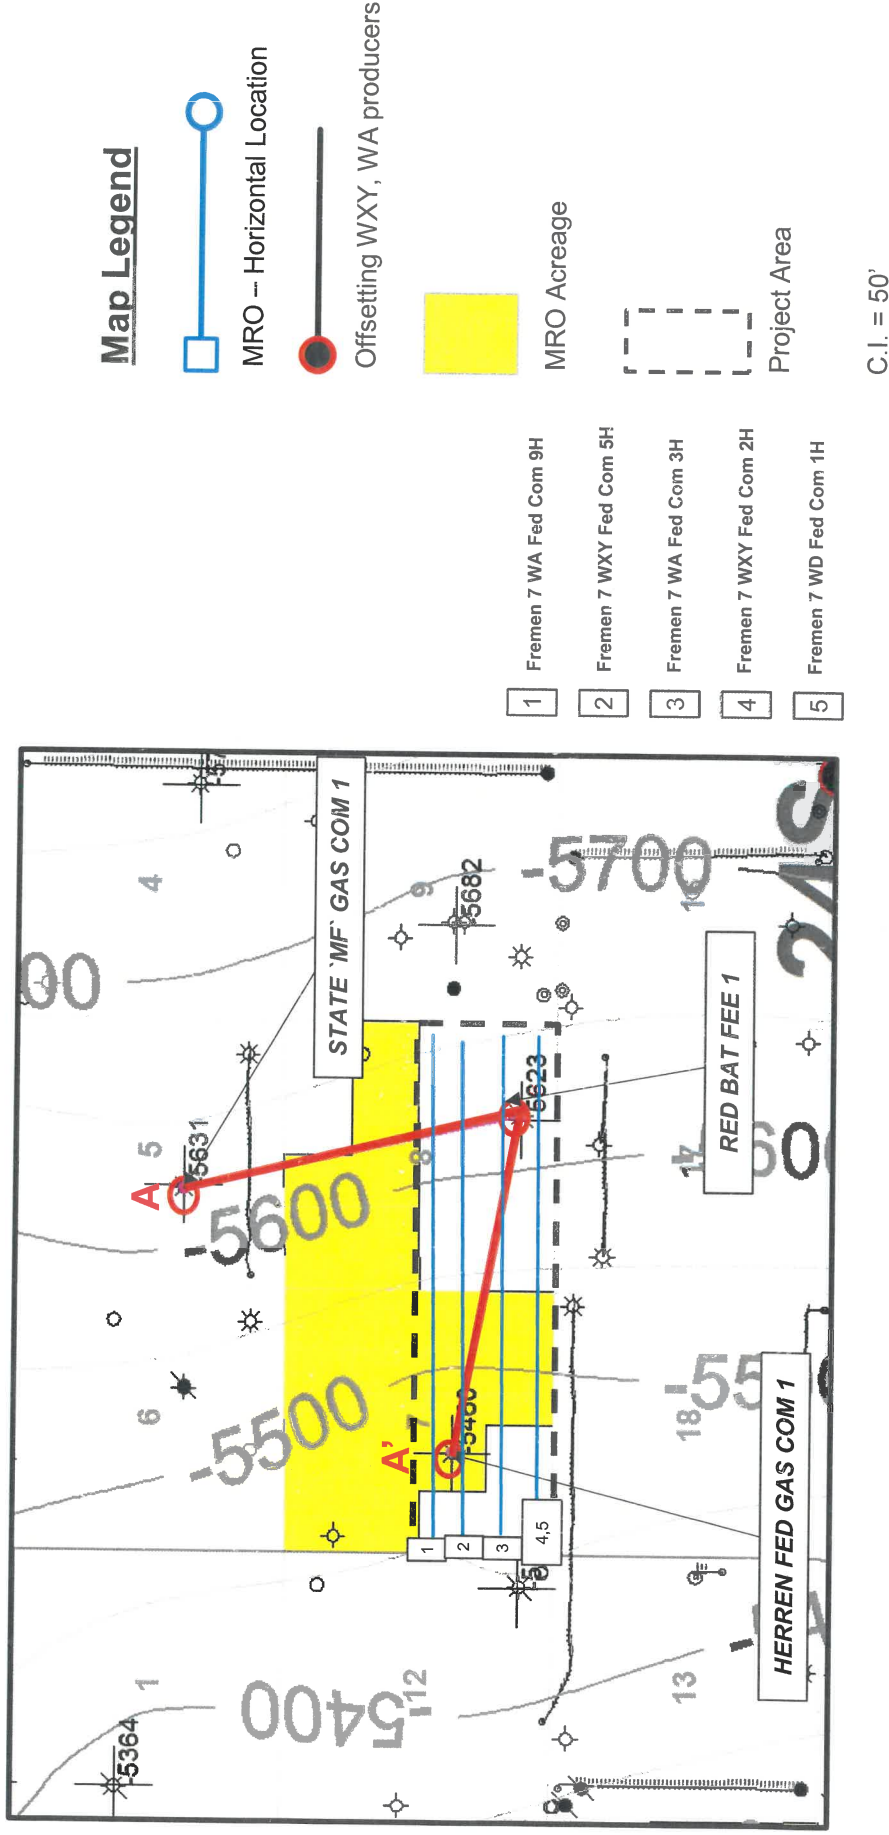 Map Legend
MRO – Horizontal Location
Offsetting WXY, WA producers
MRO Acreage
Project Area
C.I. = 50'
1 Fremen 7 WA Fed Com 9H
2 Fremen 7 WXY Fed Com 5H
3 Fremen 7 WA Fed Com 3H
4 Fremen 7 WXY Fed Com 2H
5 Fremen 7 WD Fed Com 1H
1
6
5
4
00
-5364
-5631
A
STATE `MF` GAS COM 1
-5400
-5500
-5600
12
7
8
9
A'
-5682
1
2
3
4,5
-5623
-5700
13
18
17
RED BAT FEE 1
HERREN FED GAS COM 1